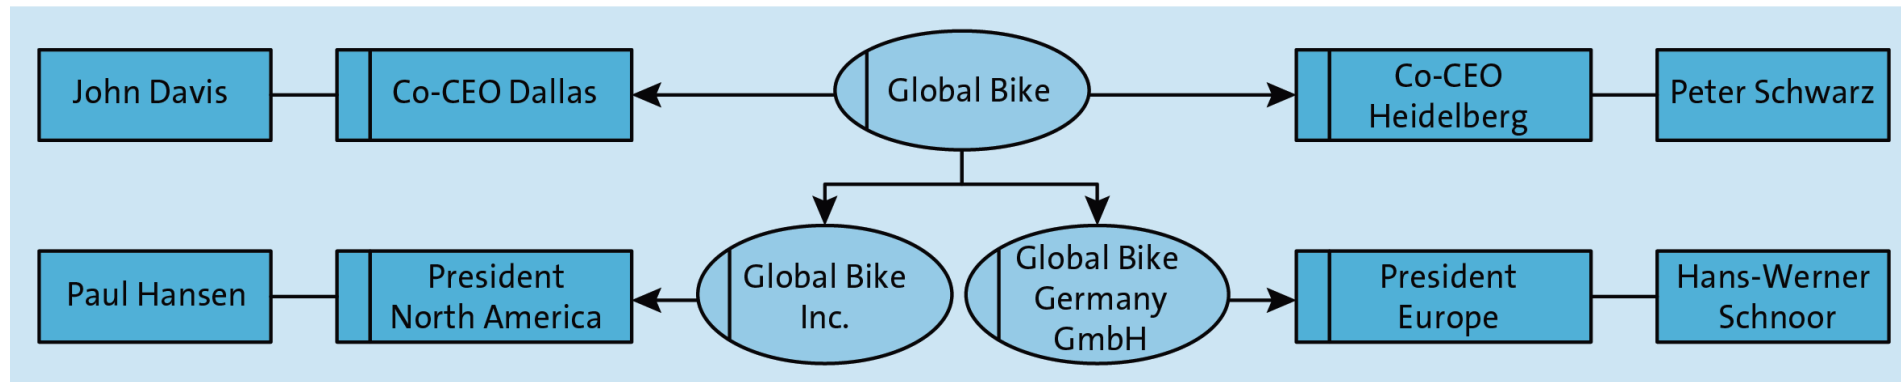 John Davis
Co-CEO Dallas
Global Bike
Co-CEO
Heidelberg
Peter Schwarz
Paul Hansen
President
North America
Global Bike
Inc.
Global Bike
Germany
GmbH
President
Europe
Hans-Werner
Schnoor